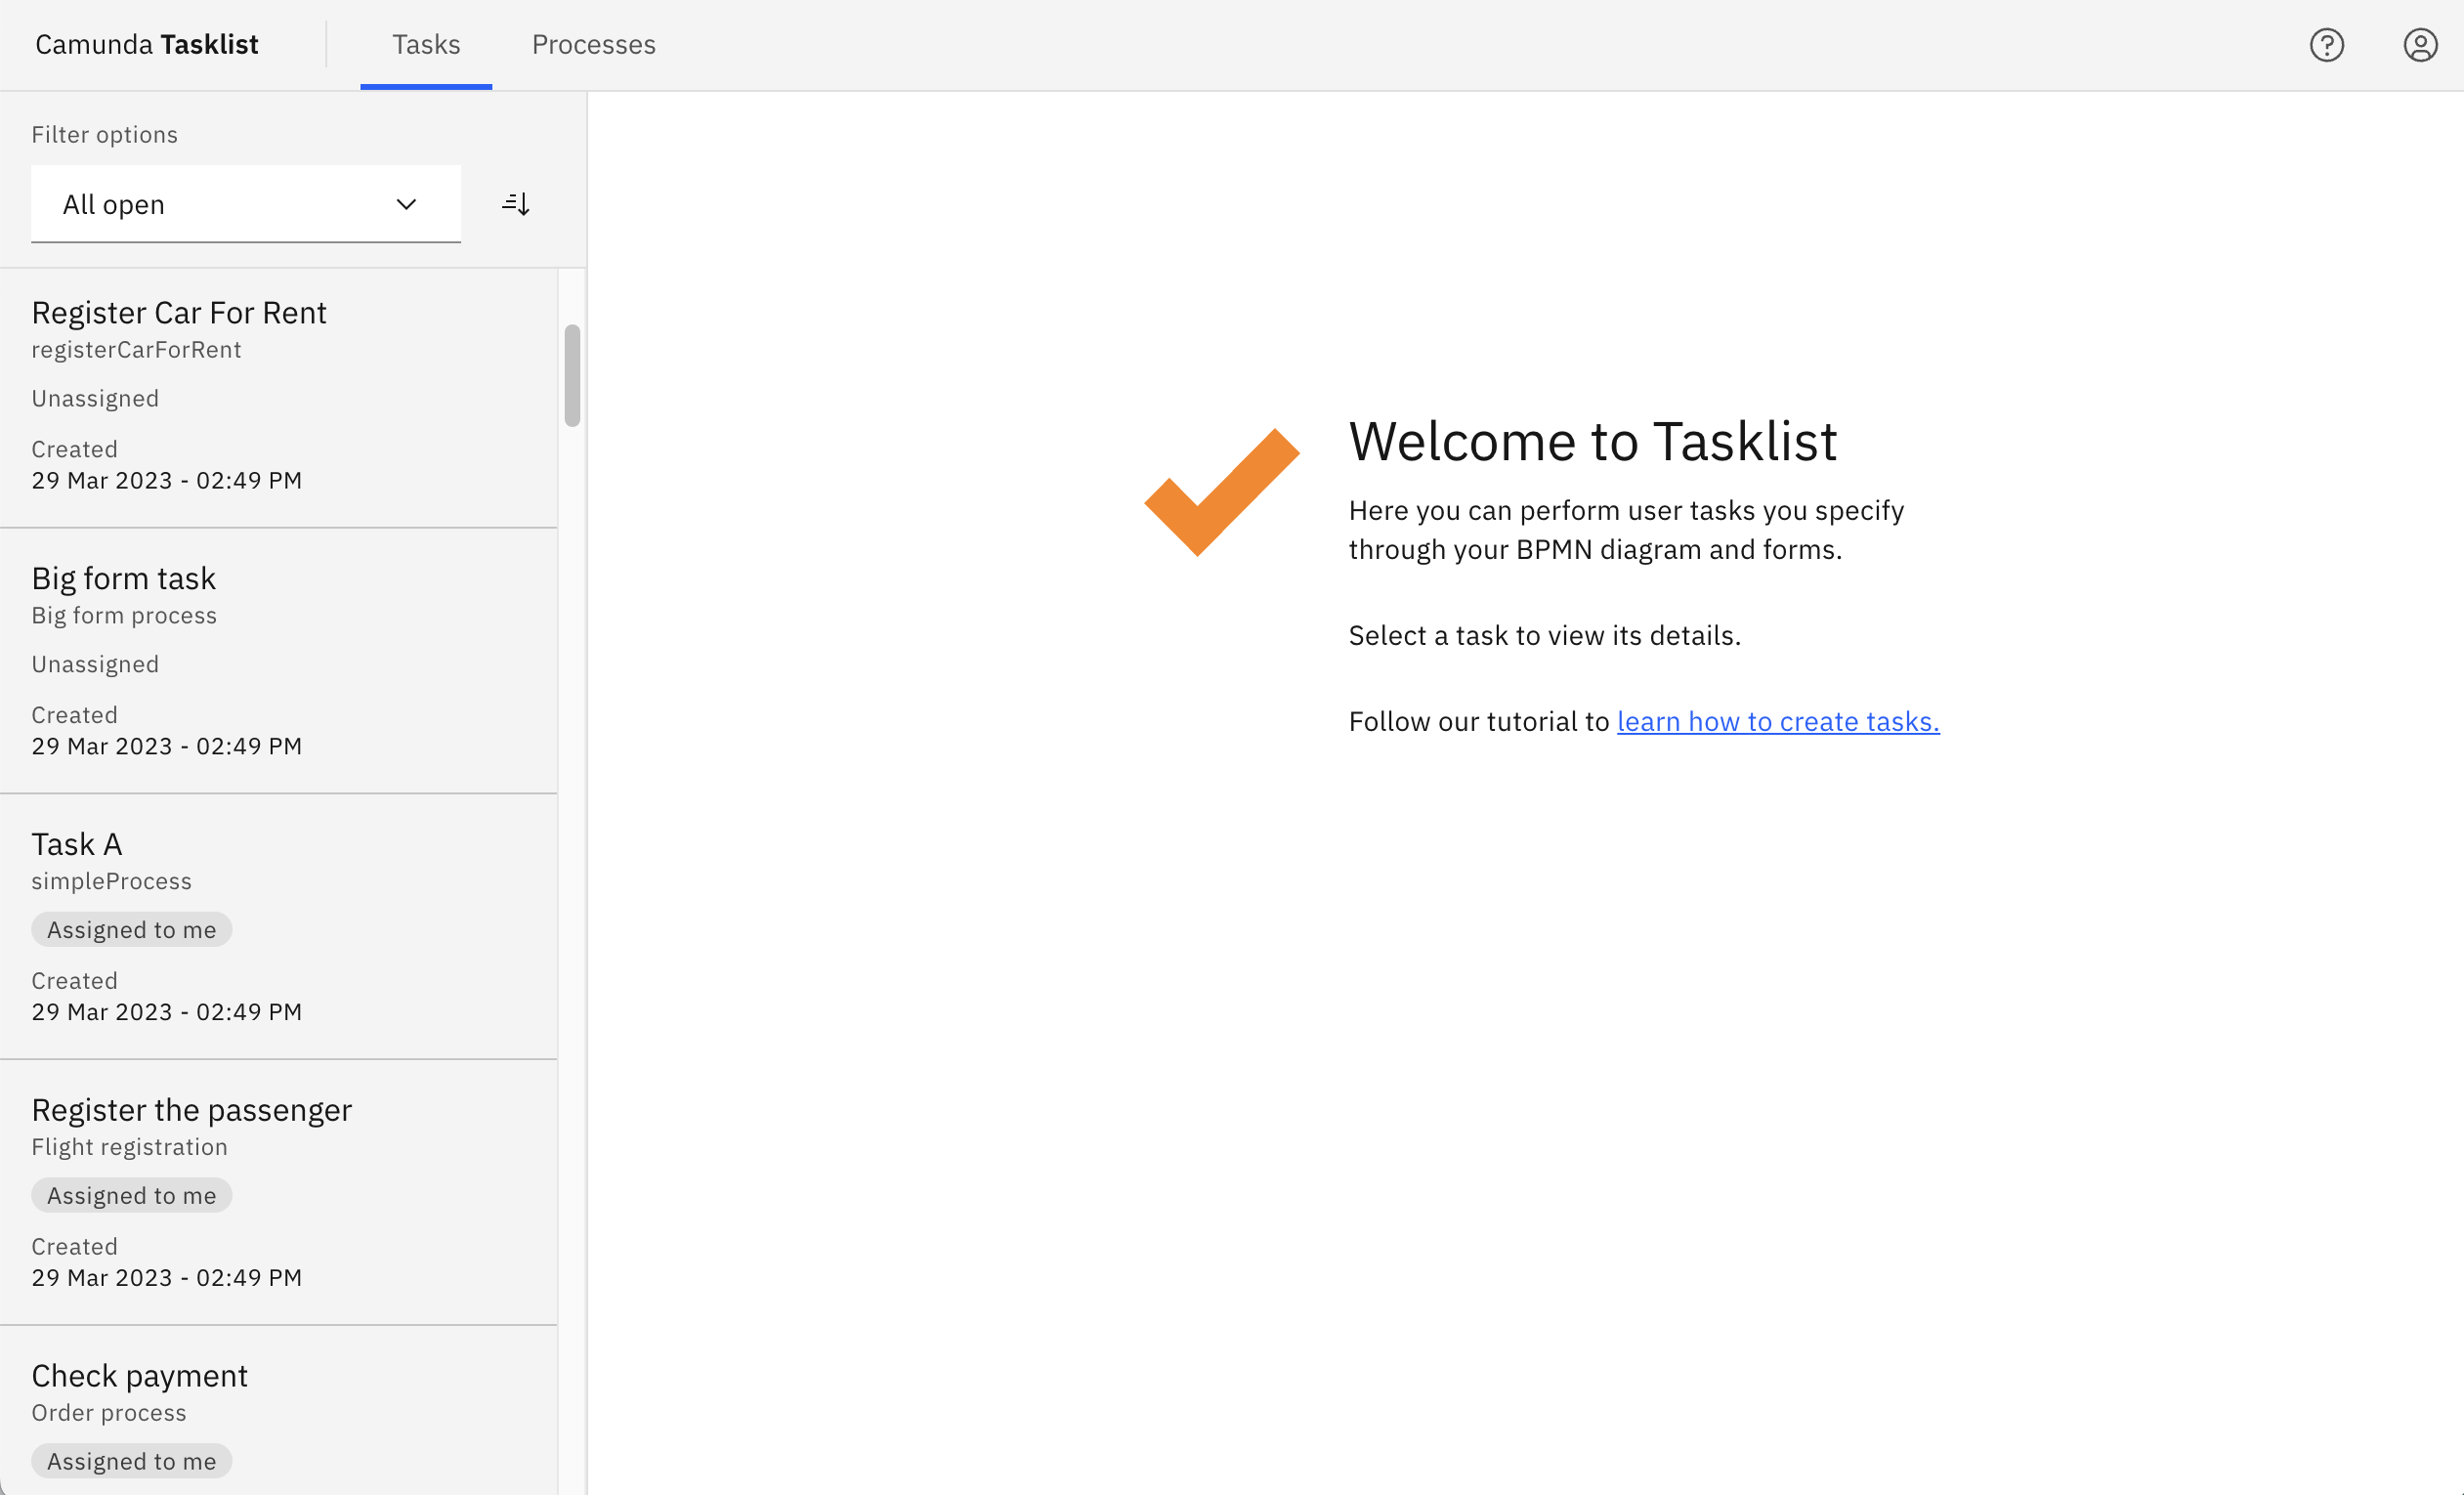 Camunda Tasklist
Tasks
Processes
Filter options
All open
Register Car For Rent
registerCarForRent
Unassigned
Created
29 Mar 2023 - 02:49 PM
Big form task
Big form process
Unassigned
Created
29 Mar 2023 - 02:49 PM
Task A
simpleProcess
Assigned to me
Created
29 Mar 2023 - 02:49 PM
Register the passenger
Flight registration
Assigned to me
Created
29 Mar 2023 - 02:49 PM
Check payment
Order process
Assigned to me
Welcome to Tasklist
Here you can perform user tasks you specify
through your BPMN diagram and forms.
Select a task to view its details.
Follow our tutorial to learn how to create tasks.